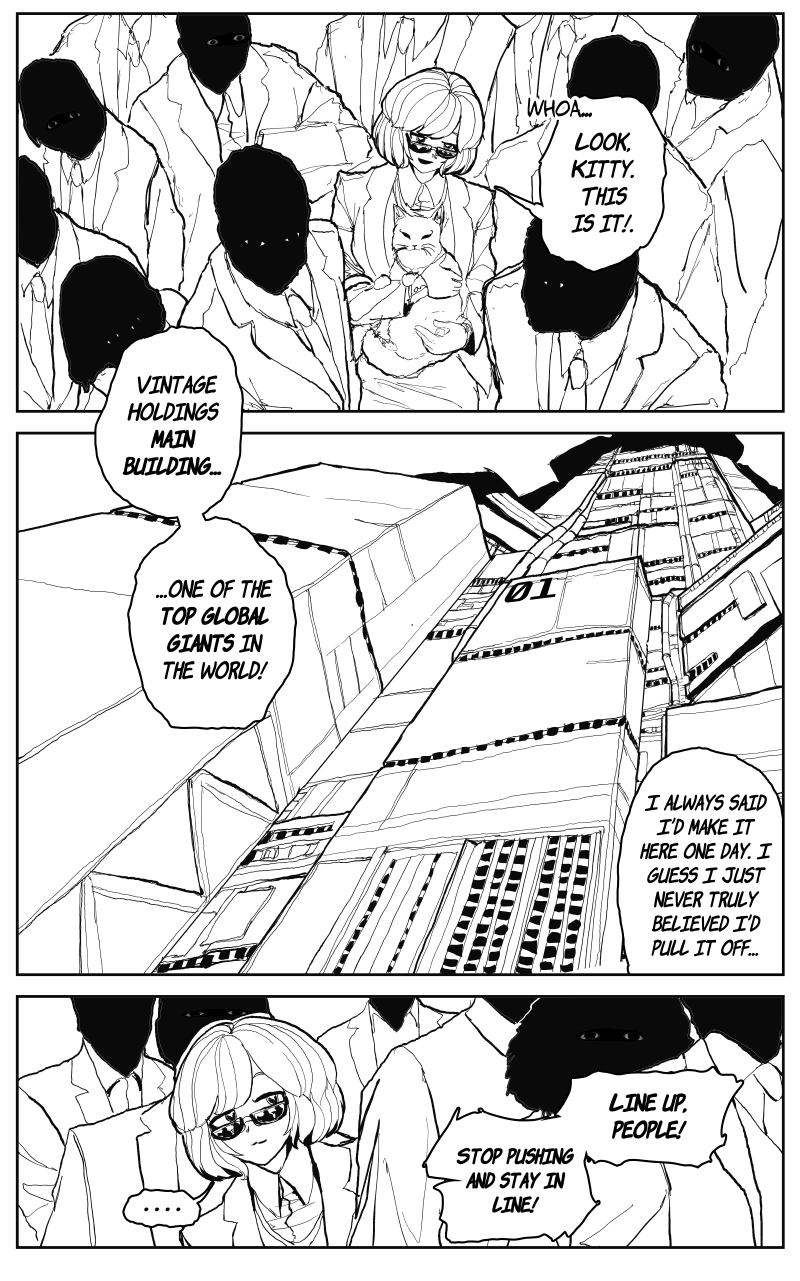 WHOA...
LOOK,
KITTY.
THIS
IS IT!.
VINTAGE
HOLDINGS
MAIN
BUILDING...
...ONE OF THE
TOP GLOBAL
GIANTS IN
THE WORLD!
01
I ALWAYS SAID
I'D MAKE IT
HERE ONE DAY. I
GUESS I JUST
NEVER TRULY
BELIEVED I'D
PULL IT OFF...
LINE UP,
PEOPLE!
STOP PUSHING
AND STAY IN
LINE!
....